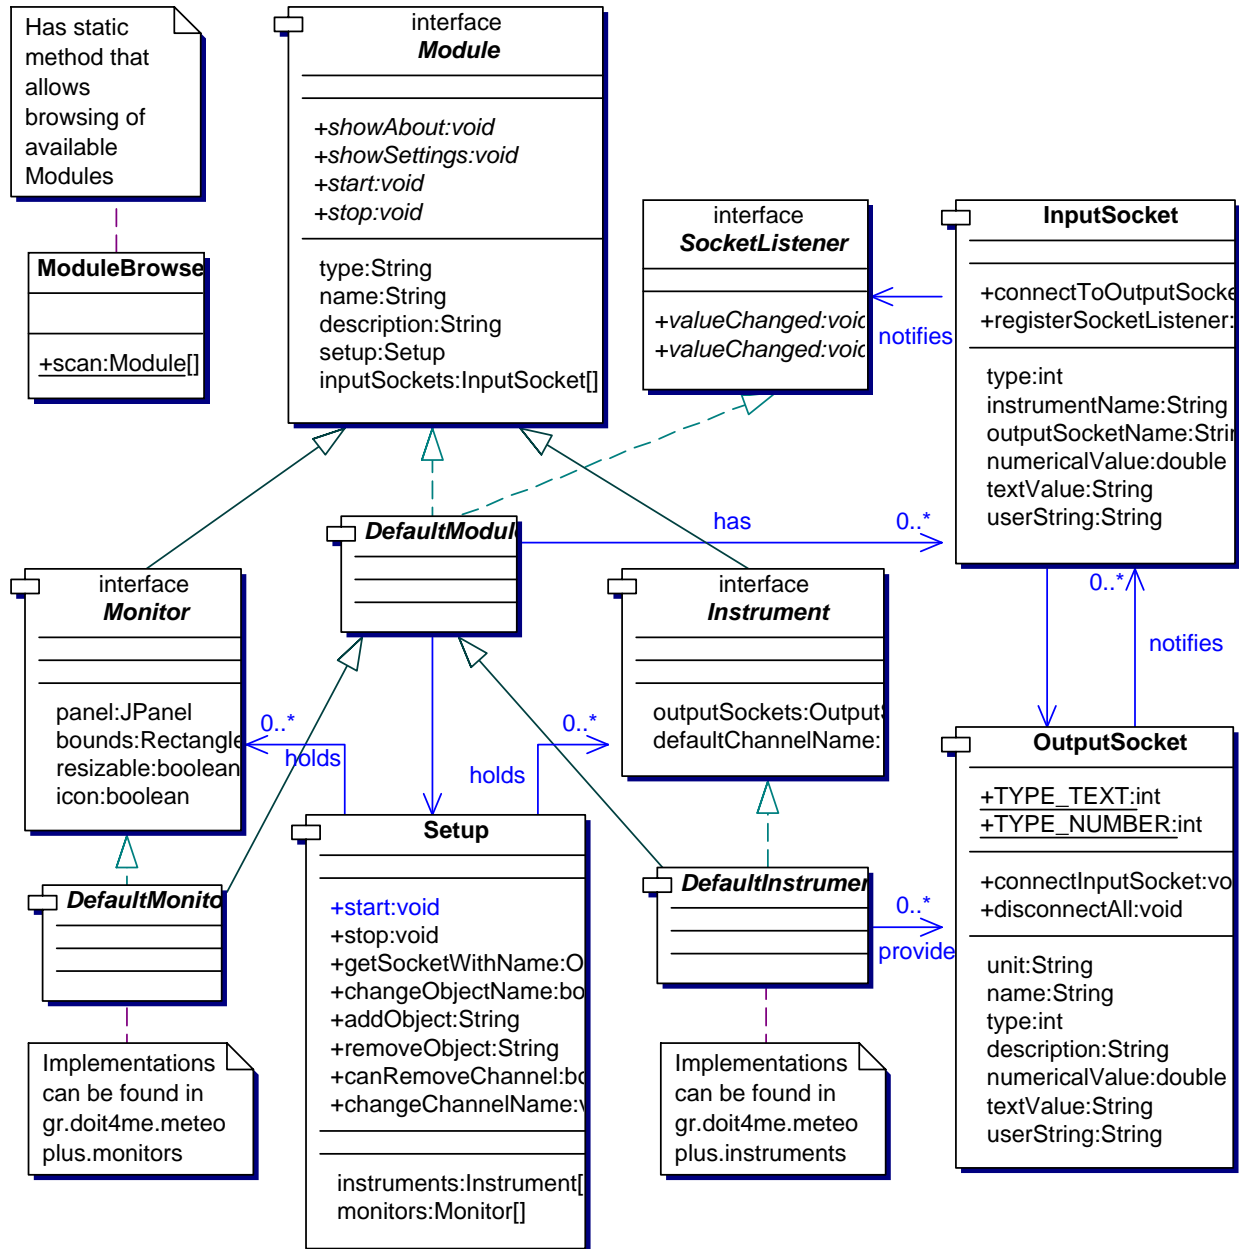 Has static
method that
allows
browsing of
available
Modules
ModuleBrowse
+scan:Module[]
interface
Module
+showAbout:void
+showSettings:void
+start:void
+stop:void
type:String
name:String
description:String
setup:Setup
inputSockets:InputSocket[]
interface
SocketListener
+valueChanged:void
+valueChanged:void
notifies
InputSocket
+connectToOutputSocke
+registerSocketListener:
type:int
instrumentName:String
outputSocketName:Strin
numericalValue:double
textValue:String
userString:String
DefaultModule
has
0..*
interface
Monitor
panel:JPanel
bounds:Rectangle
resizable:boolean
icon:boolean
0..*
holds
interface
Instrument
outputSockets:OutputS
defaultChannelName:
0..*
holds
0..*
notifies
DefaultMonito
Implementations
can be found in
gr.doit4me.meteo
plus.monitors
Setup
+start:void
+stop:void
+getSocketWithName:O
+changeObjectName:bo
+addObject:String
+removeObject:String
+canRemoveChannel:bo
+changeChannelName:v
instruments:Instrument[
monitors:Monitor[]
DefaultInstrumen
0..*
provide
Implementations
can be found in
gr.doit4me.meteo
plus.instruments
OutputSocket
+TYPE_TEXT:int
+TYPE_NUMBER:int
+connectInputSocket:vo
+disconnectAll:void
unit:String
name:String
type:int
description:String
numericalValue:double
textValue:String
userString:String